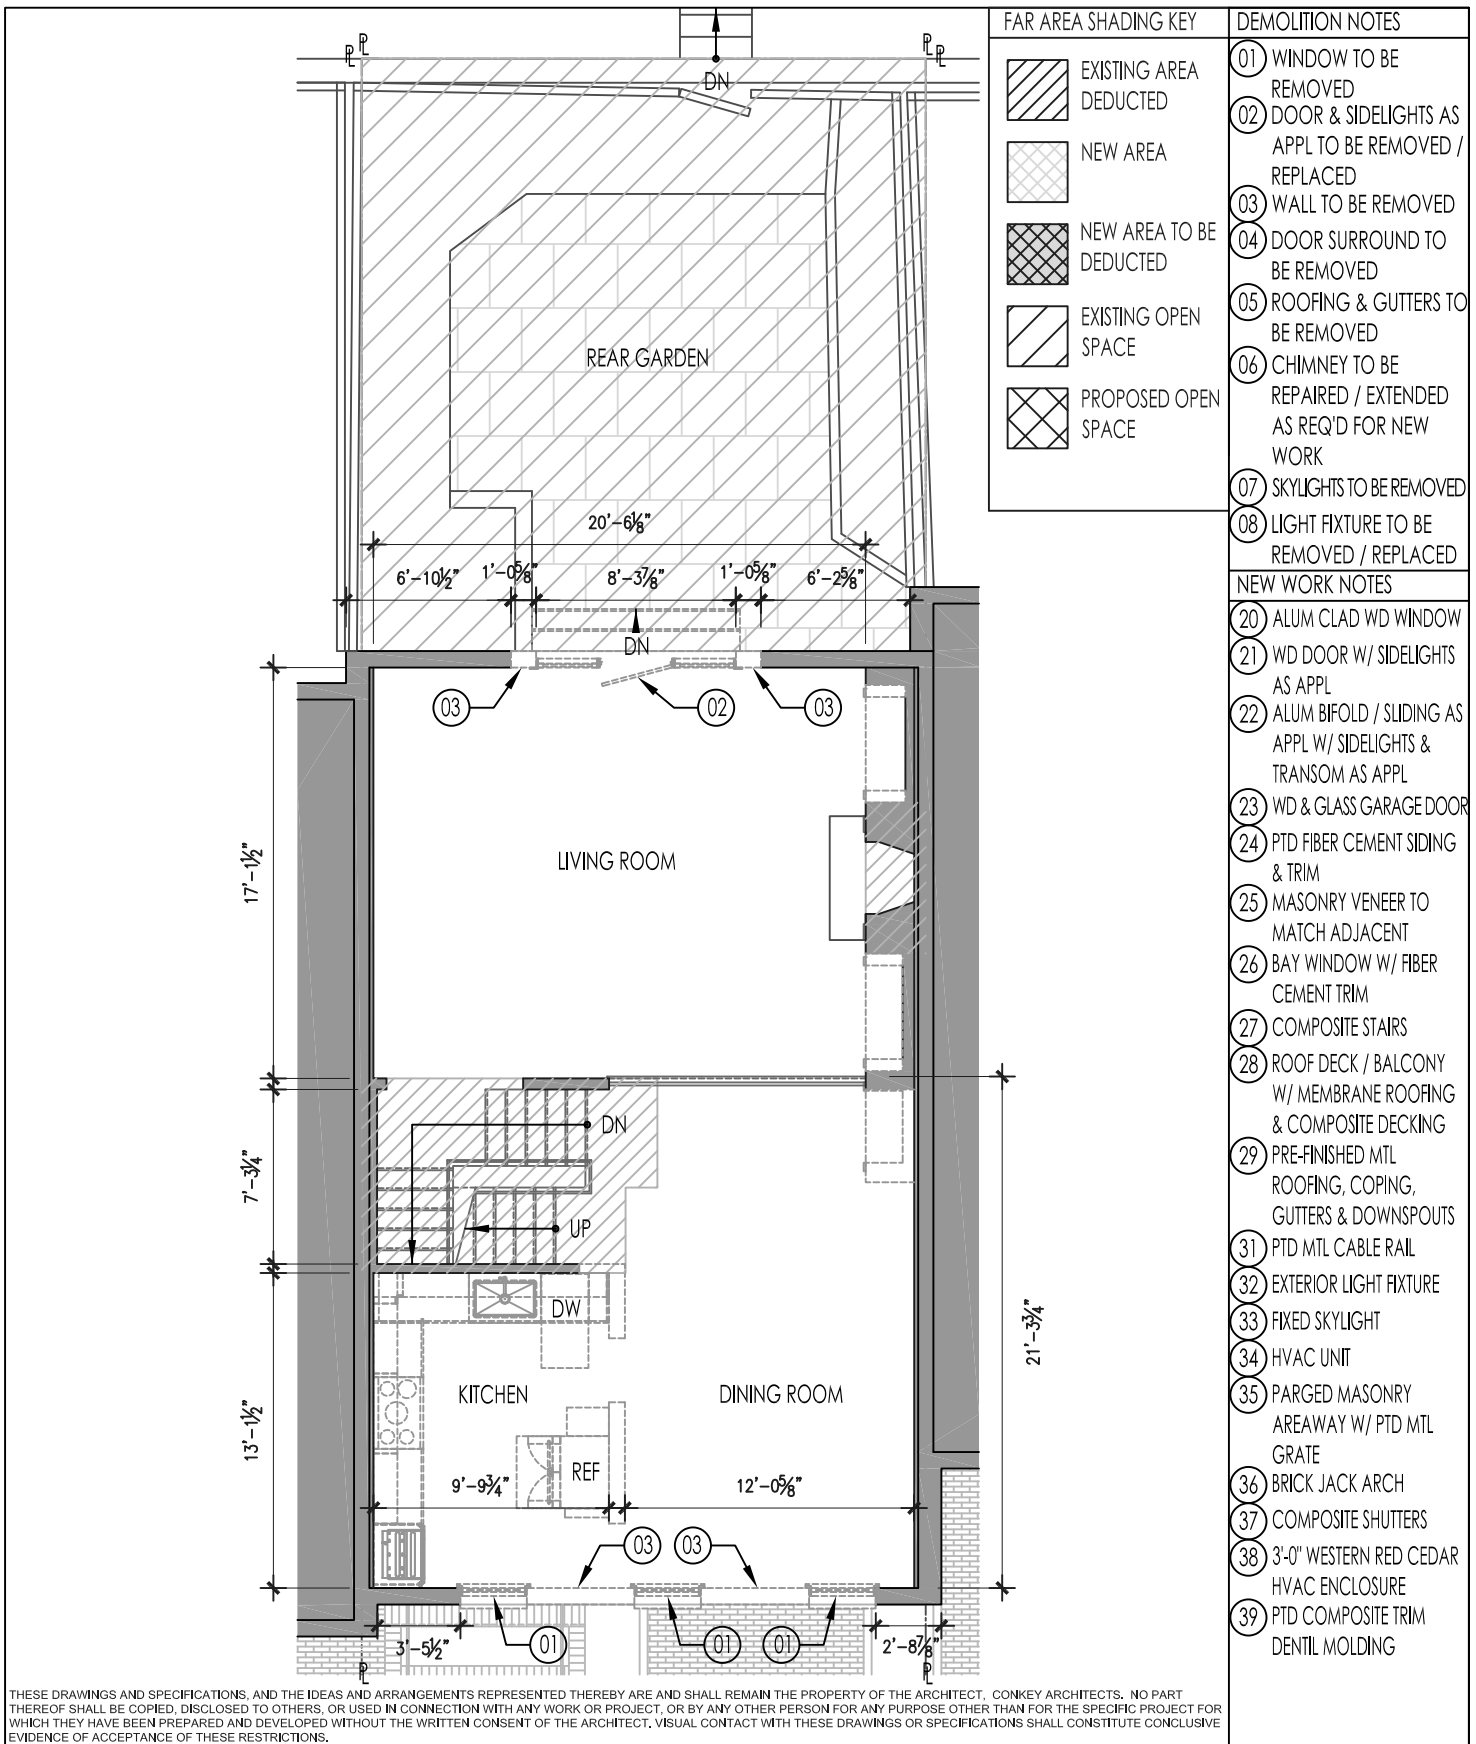 FAR AREA SHADING KEY
EXISTING AREA
DEDUCTED
NEW AREA
NEW AREA TO BE
DEDUCTED
EXISTING OPEN
SPACE
PROPOSED OPEN
SPACE
DEMOLITION NOTES
01 WINDOW TO BE
REMOVED
02 DOOR & SIDELIGHTS AS
APPL TO BE REMOVED /
REPLACED
03 WALL TO BE REMOVED
04 DOOR SURROUND TO
BE REMOVED
05 ROOFING & GUTTERS TO
BE REMOVED
06 CHIMNEY TO BE
REPAIRED / EXTENDED
AS REQ'D FOR NEW
WORK
07 SKYLIGHTS TO BE REMOVED
08 LIGHT FIXTURE TO BE
REMOVED / REPLACED
NEW WORK NOTES
20 ALUM CLAD WD WINDOW
21 WD DOOR W/ SIDELIGHTS
AS APPL
22 ALUM BIFOLD / SLIDING AS
APPL W/ SIDELIGHTS &
TRANSOM AS APPL
23 WD & GLASS GARAGE DOOR
24 PTD FIBER CEMENT SIDING
& TRIM
25 MASONRY VENEER TO
MATCH ADJACENT
26 BAY WINDOW W/ FIBER
CEMENT TRIM
27 COMPOSITE STAIRS
28 ROOF DECK / BALCONY
W/ MEMBRANE ROOFING
& COMPOSITE DECKING
29 PRE-FINISHED MTL
ROOFING, COPING,
GUTTERS & DOWNSPOUTS
31 PTD MTL CABLE RAIL
32 EXTERIOR LIGHT FIXTURE
33 FIXED SKYLIGHT
34 HVAC UNIT
35 PARGED MASONRY
AREAWAY W/ PTD MTL
GRATE
36 BRICK JACK ARCH
37 COMPOSITE SHUTTERS
38 3'-0" WESTERN RED CEDAR
HVAC ENCLOSURE
39 PTD COMPOSITE TRIM
DENTIL MOLDING
PL PL PL PL
DN
REAR GARDEN
20'-6⅛"
6'-10½" 1'-0⅝" 8'-3⅞" 1'-0⅝" 6'-2⅝"
DN
03 02 03
17'-1½"
LIVING ROOM
DN
7'-3¼"
UP
DW
21'-3¾"
KITCHEN DINING ROOM
13'-1½"
REF
9'-9¾" 12'-0⅝"
03 03
3'-5½" 01 01 01 2'-8⅞"
PL PL
THESE DRAWINGS AND SPECIFICATIONS, AND THE IDEAS AND ARRANGEMENTS REPRESENTED THEREBY ARE AND SHALL REMAIN THE PROPERTY OF THE ARCHITECT, CONKEY ARCHITECTS. NO PART
THEREOF SHALL BE COPIED, DISCLOSED TO OTHERS, OR USED IN CONNECTION WITH ANY WORK OR PROJECT, OR BY ANY OTHER PERSON FOR ANY PURPOSE OTHER THAN FOR THE SPECIFIC PROJECT FOR
WHICH THEY HAVE BEEN PREPARED AND DEVELOPED WITHOUT THE WRITTEN CONSENT OF THE ARCHITECT. VISUAL CONTACT WITH THESE DRAWINGS OR SPECIFICATIONS SHALL CONSTITUTE CONCLUSIVE
EVIDENCE OF ACCEPTANCE OF THESE RESTRICTIONS.